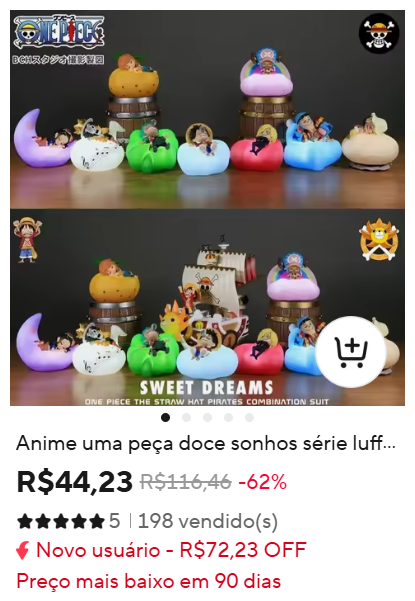 ONE PIECE
BCHスタジオ撮影製図
SWEET DREAMS
ONE PIECE THE STRAW HAT PIRATES COMBINATION SUIT
Anime uma peça doce sonhos série luff...
R$44,23 R$116,46 -62%
5 | 198 vendido(s)
Novo usuário - R$72,23 OFF
Preço mais baixo em 90 dias